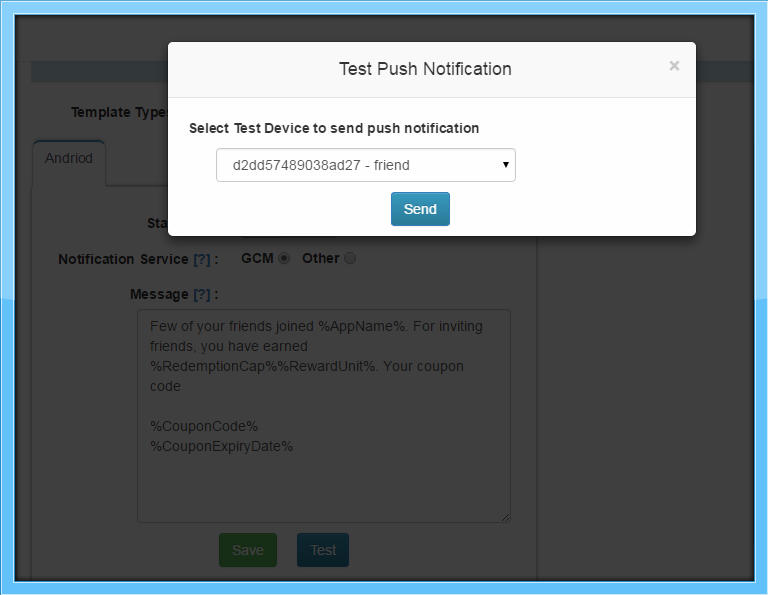 Test Push Notification
×
Select Test Device to send push notification
d2dd57489038ad27 - friend
Send
Template Type
Andriod
Sta
Notification Service [?] : GCM Other
Message [?] :
Few of your friends joined %AppName%. For inviting
friends, you have earned
%RedemptionCap%%RewardUnit%. Your coupon
code
%CouponCode%
%CouponExpiryDate%
Save Test